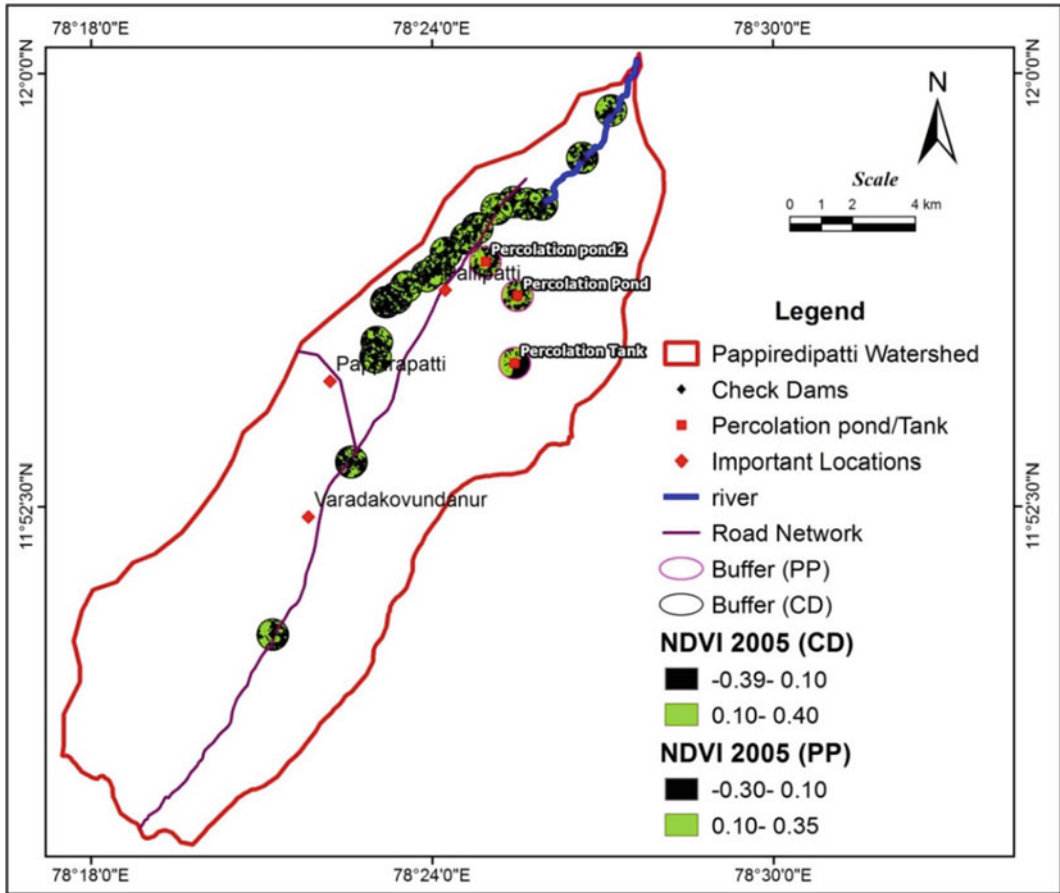 78°18'0"E 78°24'0"E 78°30'0"E
12°0'0"N
12°0'0"N
N
Scale
0 1 2 4 km
Percolation pond2
Percolation Pond
Percolation Tank
Varadakovundanur
11°52'30"N
11°52'30"N
Legend
Pappiredipatti Watershed
Check Dams
Percolation pond/Tank
Important Locations
river
Road Network
Buffer (PP)
Buffer (CD)
NDVI 2005 (CD)
-0.39- 0.10
0.10- 0.40
NDVI 2005 (PP)
-0.30- 0.10
0.10- 0.35
78°18'0"E 78°24'0"E 78°30'0"E